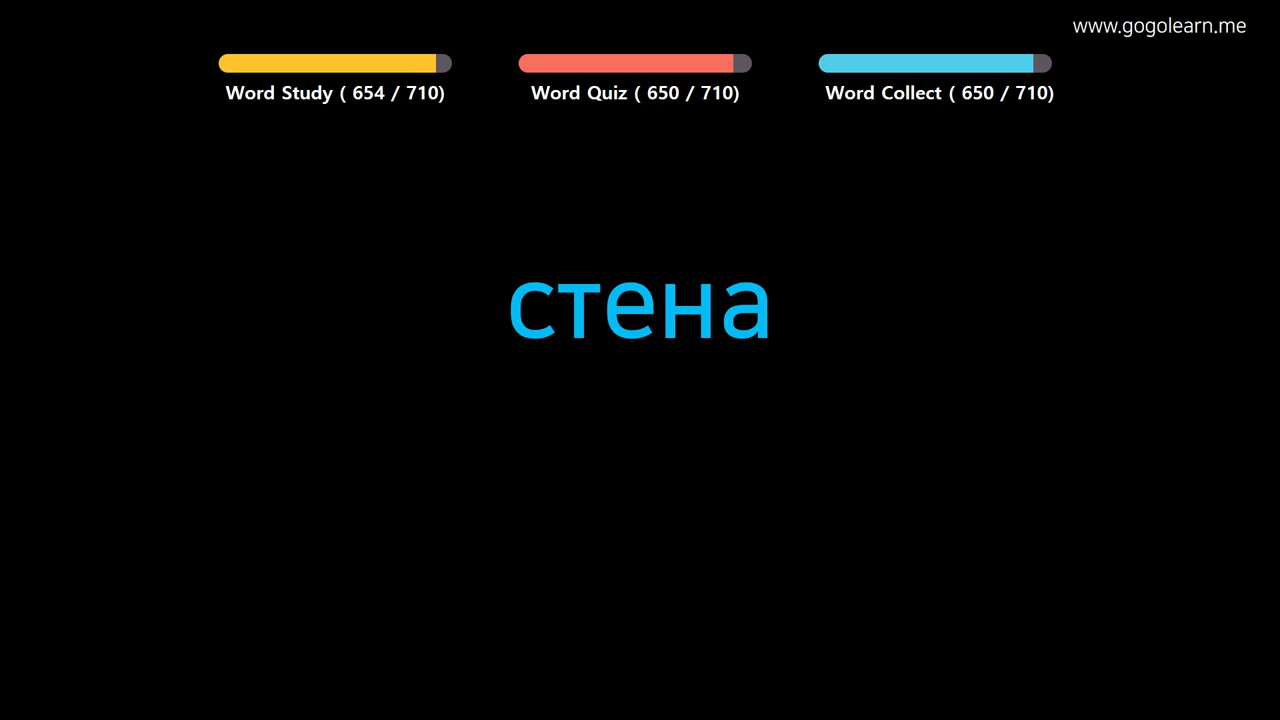 www.gogolearn.me
Word Study ( 654 / 710)
Word Quiz ( 650 / 710)
Word Collect ( 650 / 710)
стена